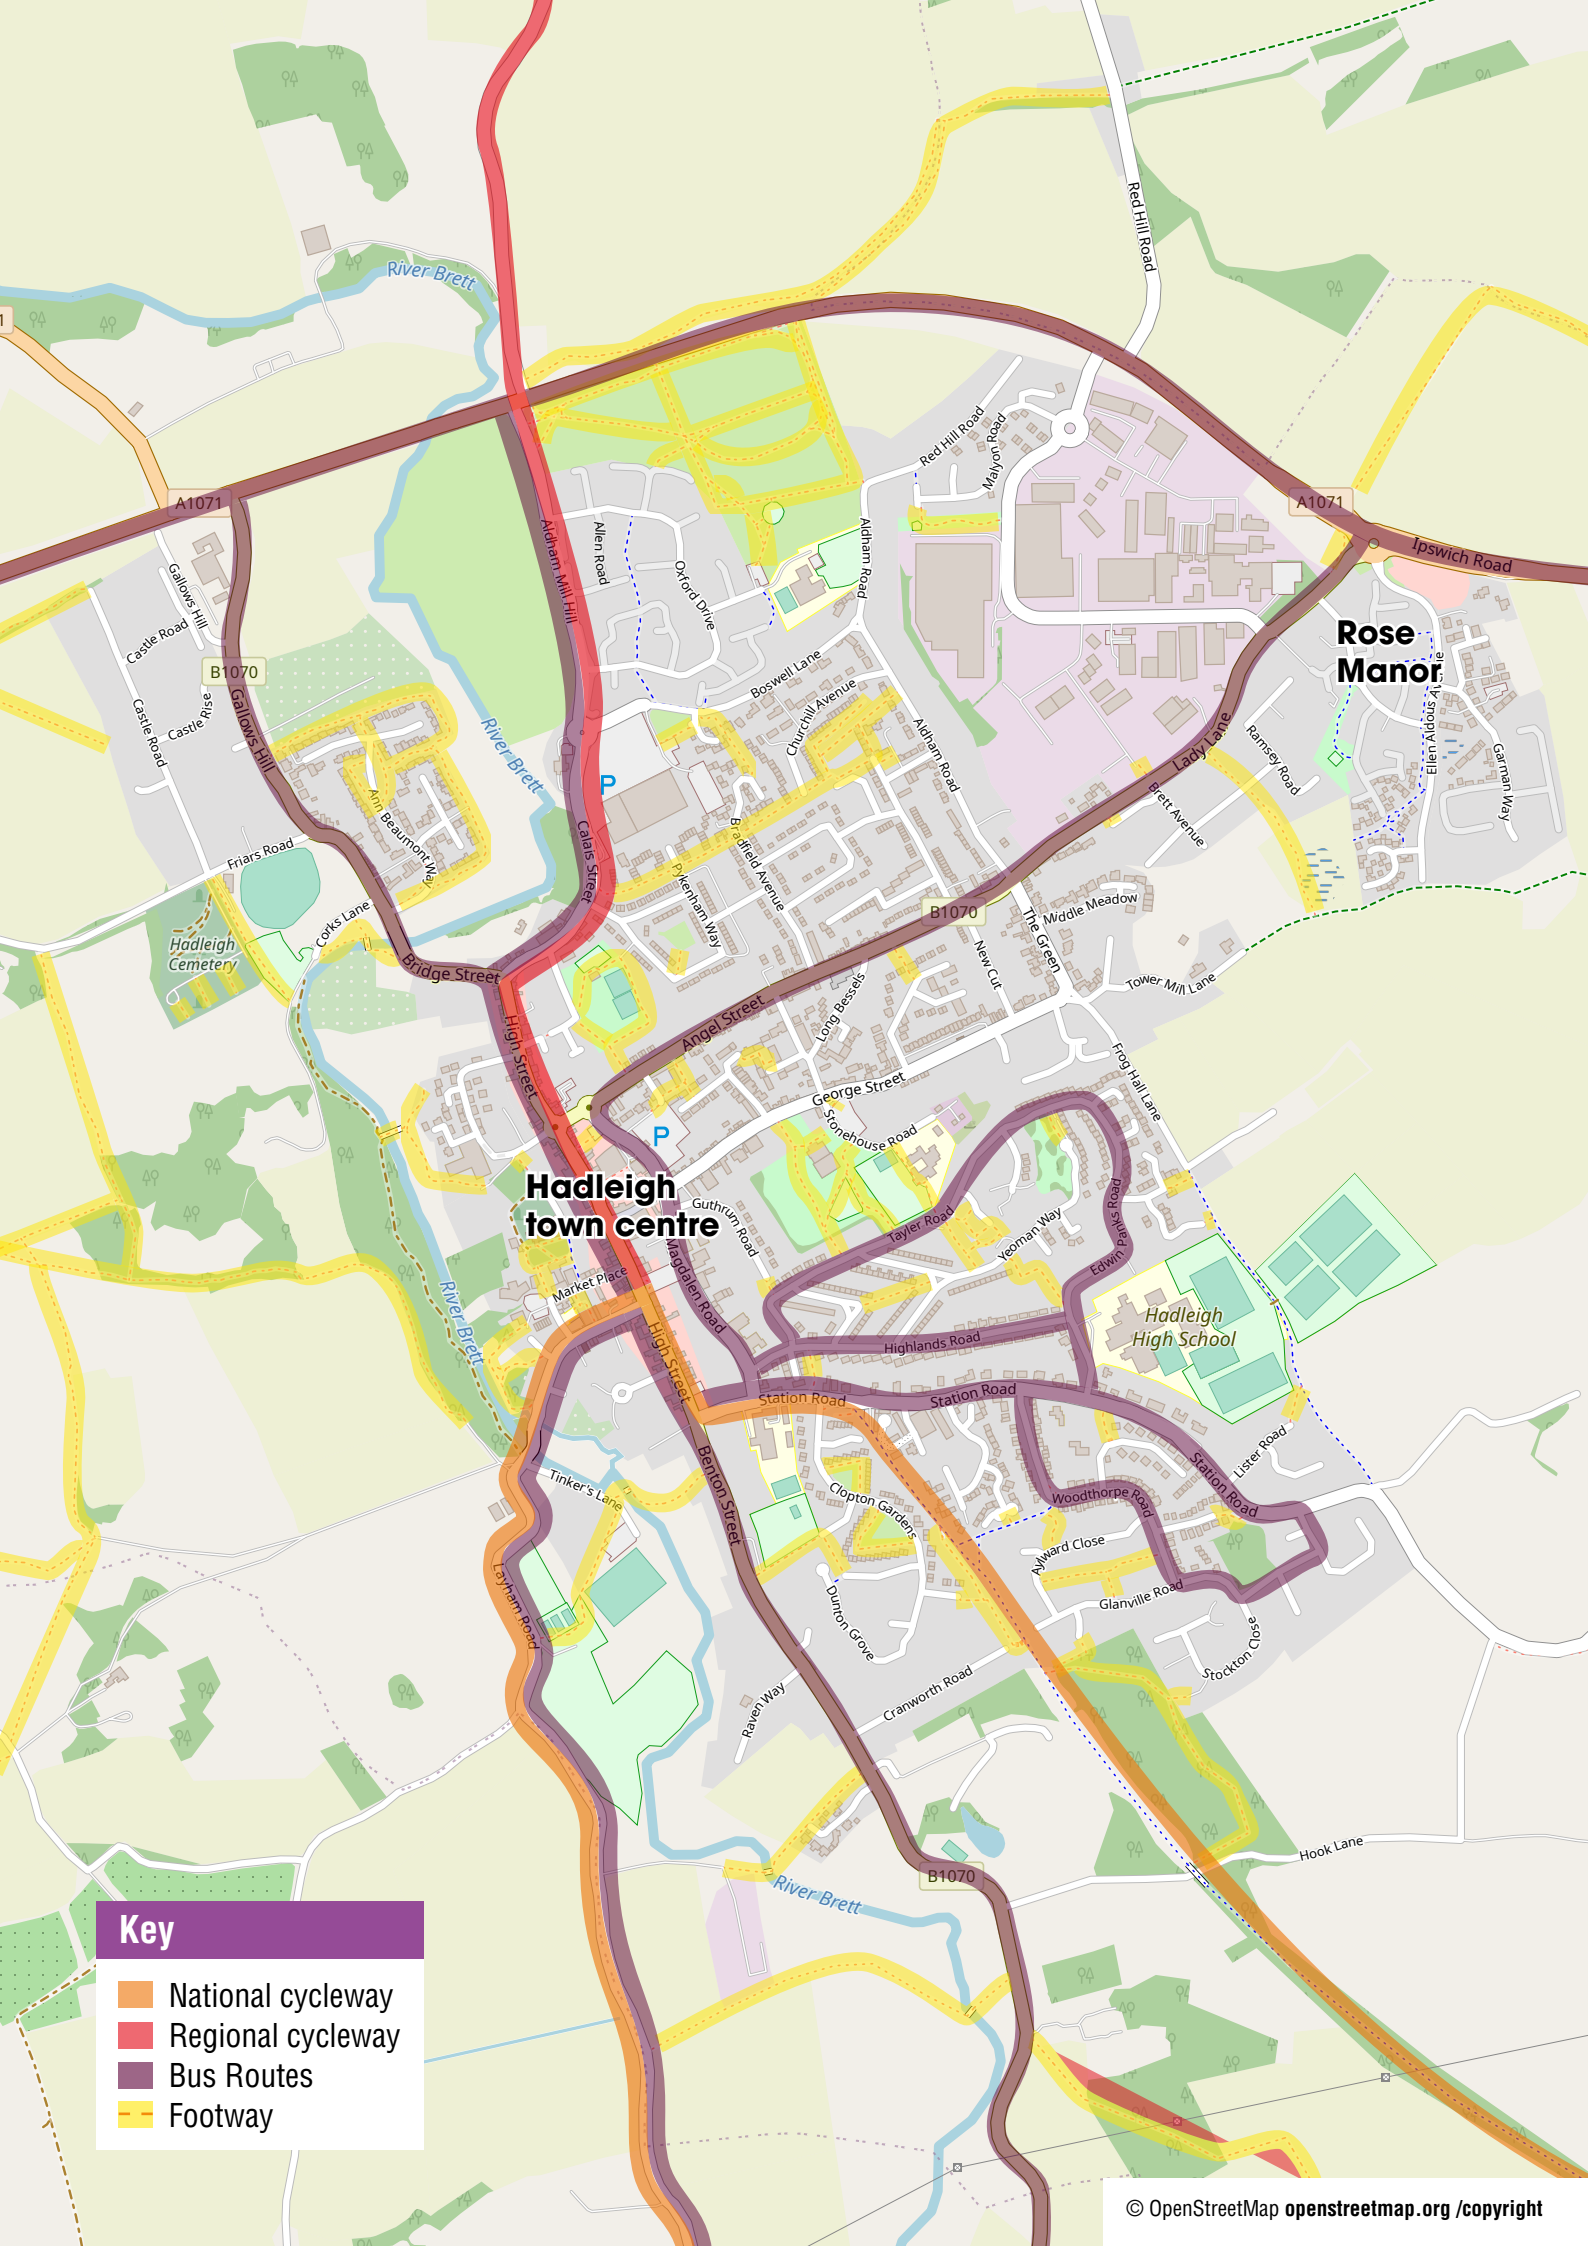 Red Hill Road
River Brett
1
A1071
A1071
Ipswich Road
Red Hill Road
Malyon Road
Aldham Mill Hill
Allen Road
Oxford Drive
Aldham Road
Gallows Hill
Castle Road
B1070
Gallows Hill
Castle Rise
Castle Road
Rose
Manor
Ellen Aldous Avenue
Garman Way
Boswell Lane
Churchill Avenue
Aldham Road
River Brett
Lady Lane
Ramsey Road
Brett Avenue
P
Ann Beaumont Way
Friars Road
Calais Street
Bradfield Avenue
Pykenham Way
Corks Lane
Hadleigh
Cemetery
Bridge Street
B1070
Middle Meadow
The Green
New Cut
Tower Mill Lane
Angel Street
Long Bessels
High Street
George Street
Frog Hall Lane
P
Stonehouse Road
Hadleigh
town centre
Guthrum Road
Tayler Road
Yeoman Way
Edwin Panks Road
Magdalen Road
Market Place
River Brett
High Street
Highlands Road
Hadleigh
High School
Station Road
Station Road
Station Road
Lister Road
Benton Street
Tinker's Lane
Clopton Gardens
Woodthorpe Road
Aylward Close
Glanville Road
Stockton Close
Layham Road
Dunton Grove
Cranworth Road
Raven Way
Hook Lane
B1070
River Brett
Key
National cycleway
Regional cycleway
Bus Routes
Footway
© OpenStreetMap openstreetmap.org /copyright